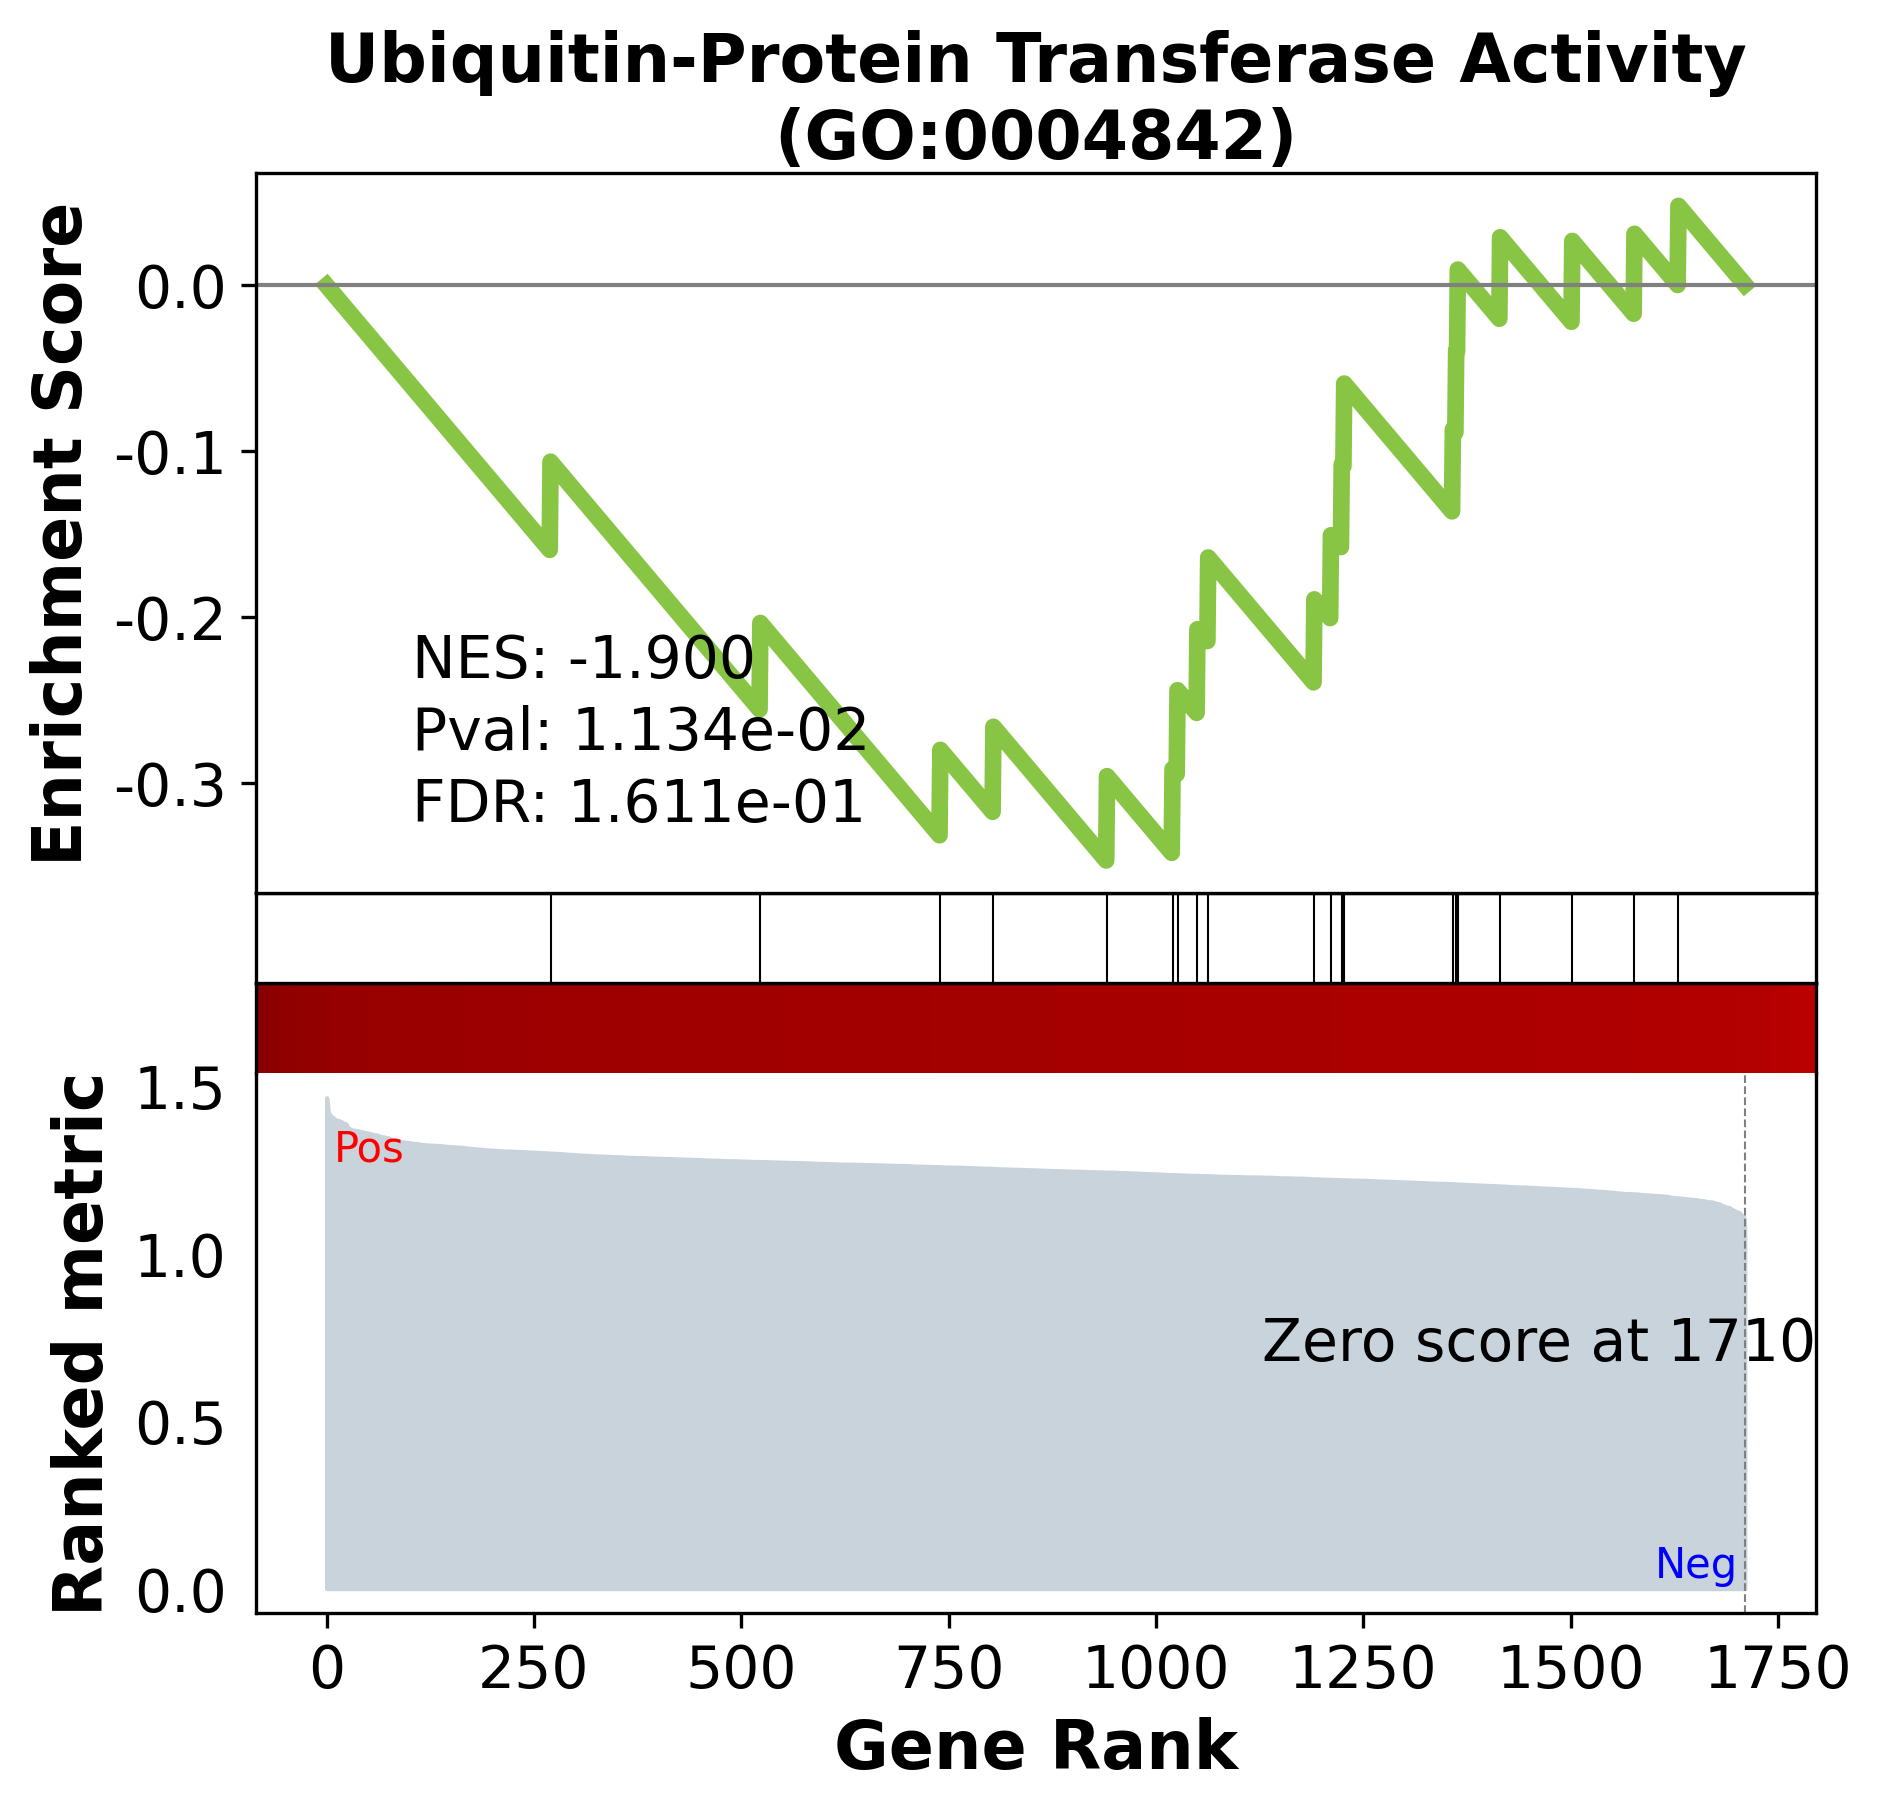 Ubiquitin-Protein Transferase Activity
(GO:0004842)
Enrichment Score
0.0
-0.1
-0.2
-0.3
NES: -1.900
Pval: 1.134e-02
FDR: 1.611e-01
Ranked metric
1.5
1.0
0.5
0.0
Pos
Zero score at 1710
Neg
0 250 500 750 1000 1250 1500 1750
Gene Rank